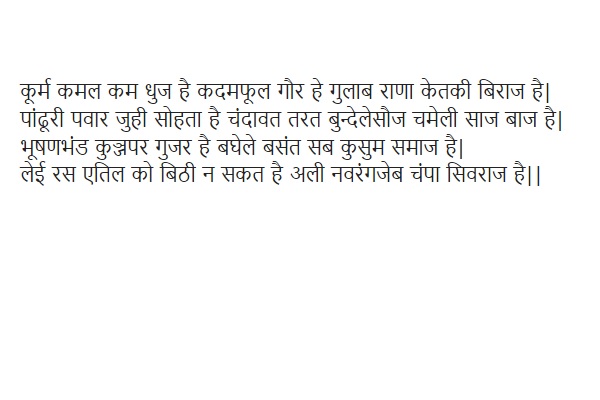 कूर्म कमल कम धुज है कदमफूल गौर हे गुलाब राणा केतकी बिराज है|
पांढूरी पवार जुही सोहता है चंदावत तरत बुन्देलेसौज चमेली साज बाज है|
भूषणभंड कुञ्जपर गुजर है बघेले बसंत सब कुसुम समाज है|
लेई रस एतिल को बिठी न सकत है अली नवरंगजेब चंपा सिवराज है||